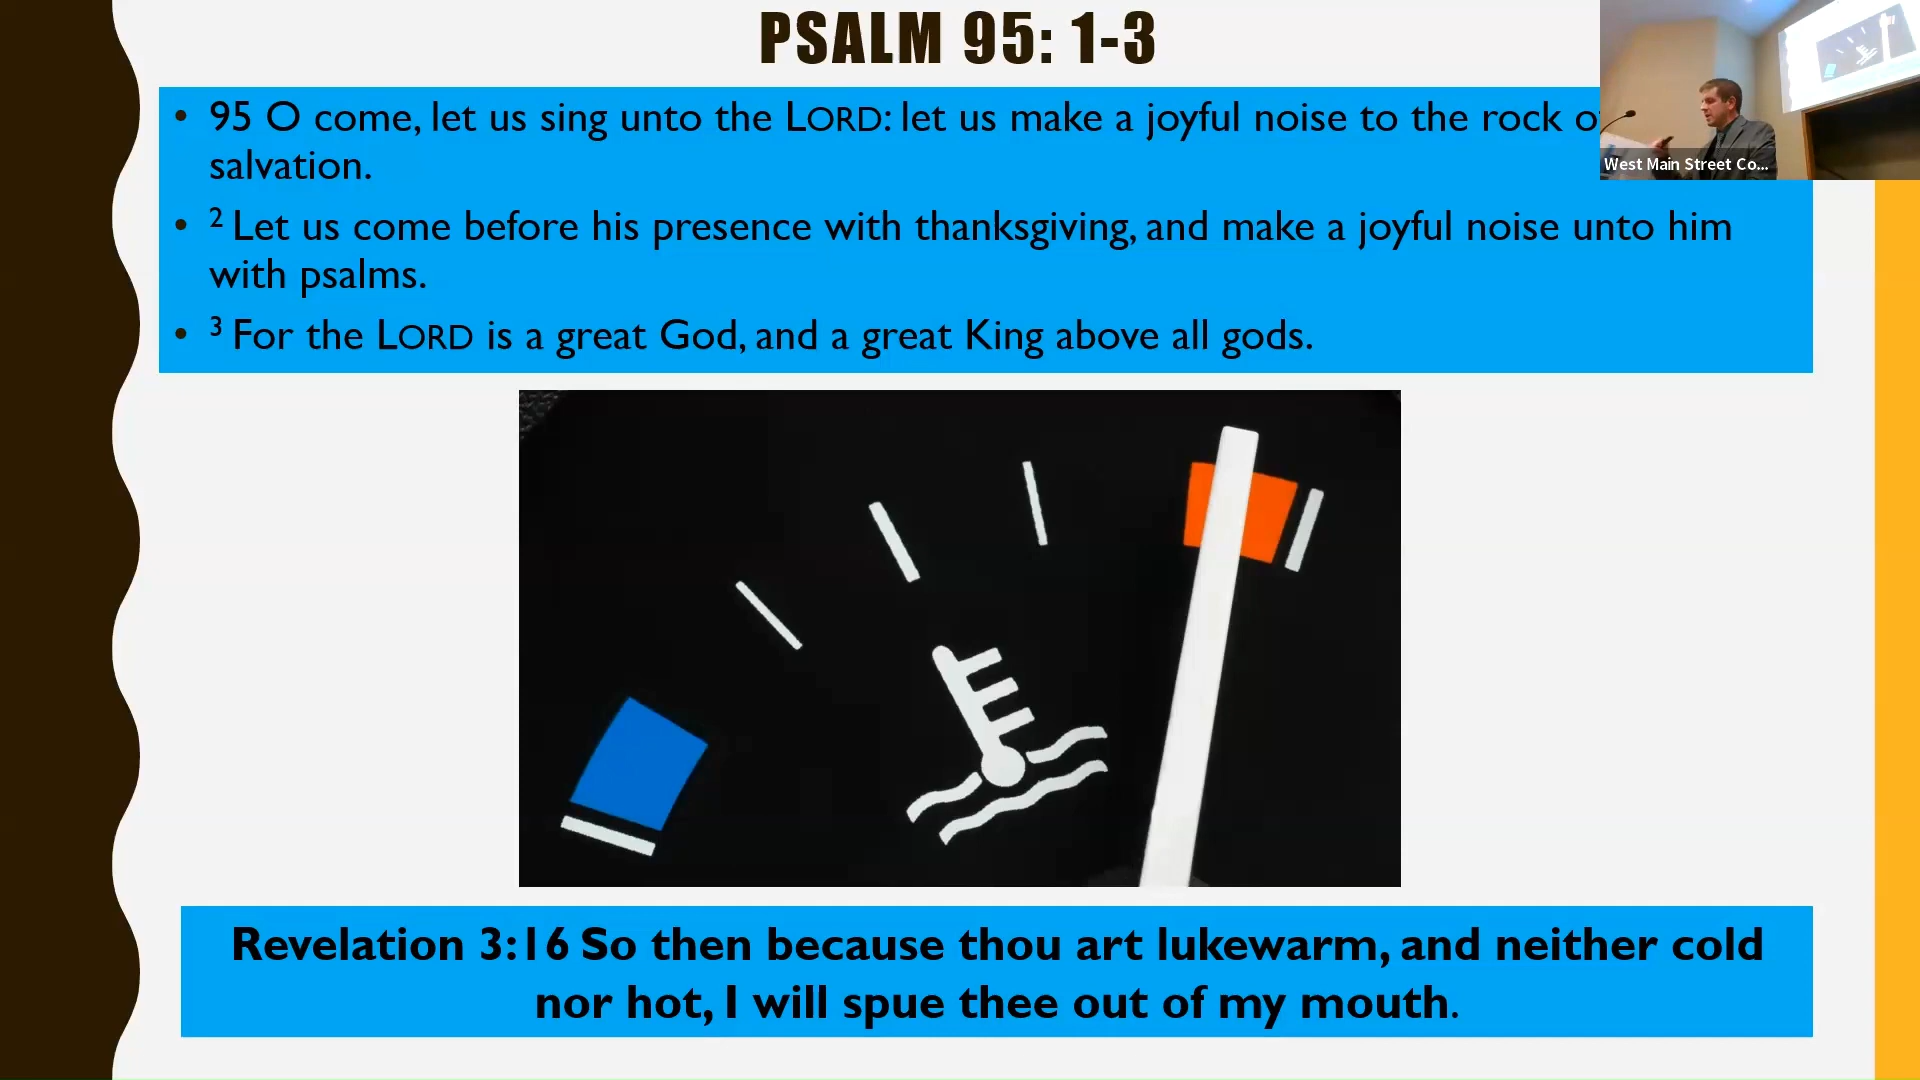 PSALM 95: 1-3
• 95 O come, let us sing unto the LORD: let us make a joyful noise to the rock
salvation.
• 2 Let us come before his presence with thanksgiving, and make a joyful noise unto him
with psalms.
• 3 For the LORD is a great God, and a great King above all gods.
West Main Street Co...
Revelation 3:16 So then because thou art lukewarm, and neither cold
nor hot, I will spue thee out of my mouth.